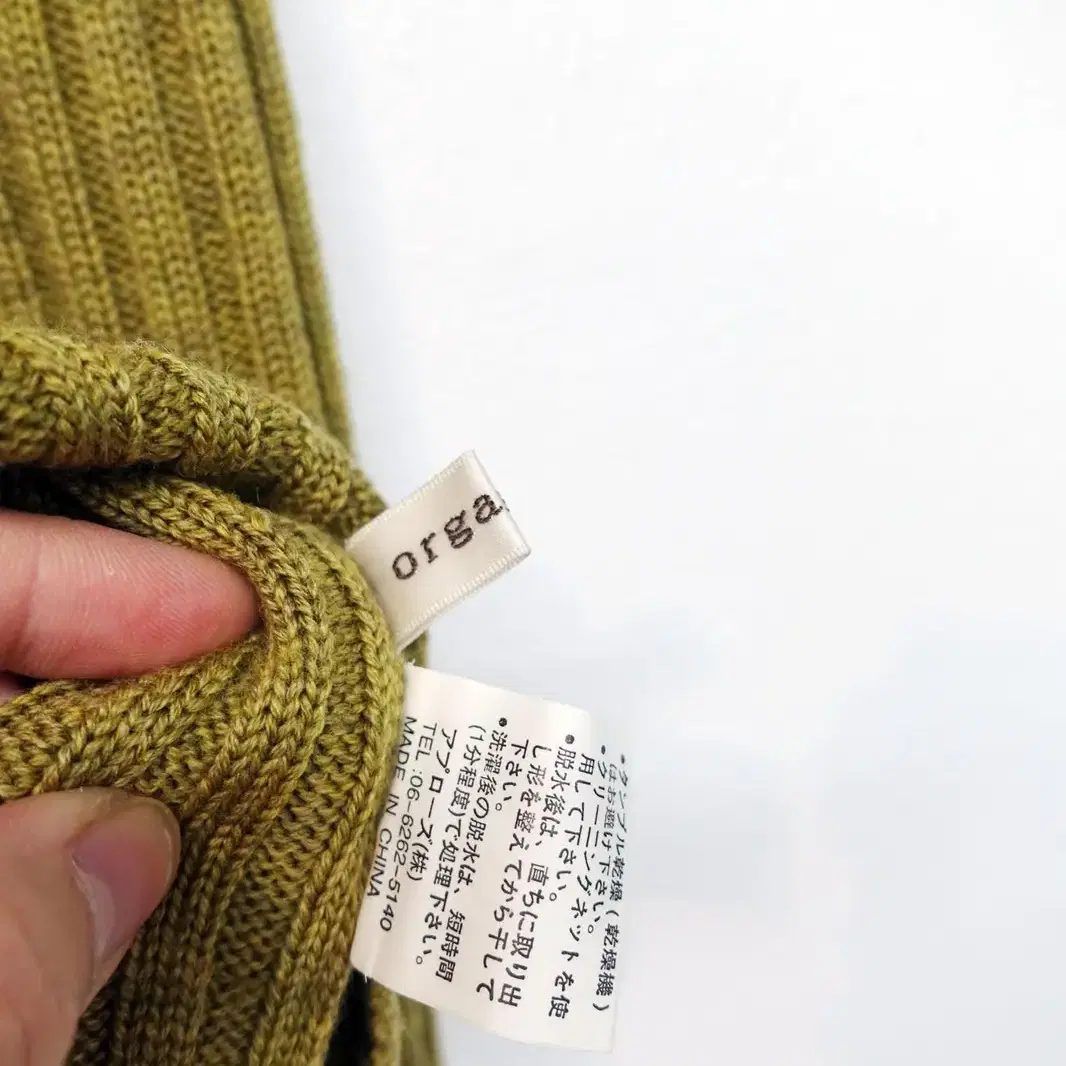 orga
・タンブル乾燥(乾燥機)
はお避け下さい。
・クリーニングネットを使
用して下さい。
・脱水後は、直ちに取り出
し形を整えてから干して
下さい。
・洗濯後の脱水は、短時間
(1分程度)で処理下さい。
アプローズ(株)
TEL:06-6262-5140
MADE IN CHINA